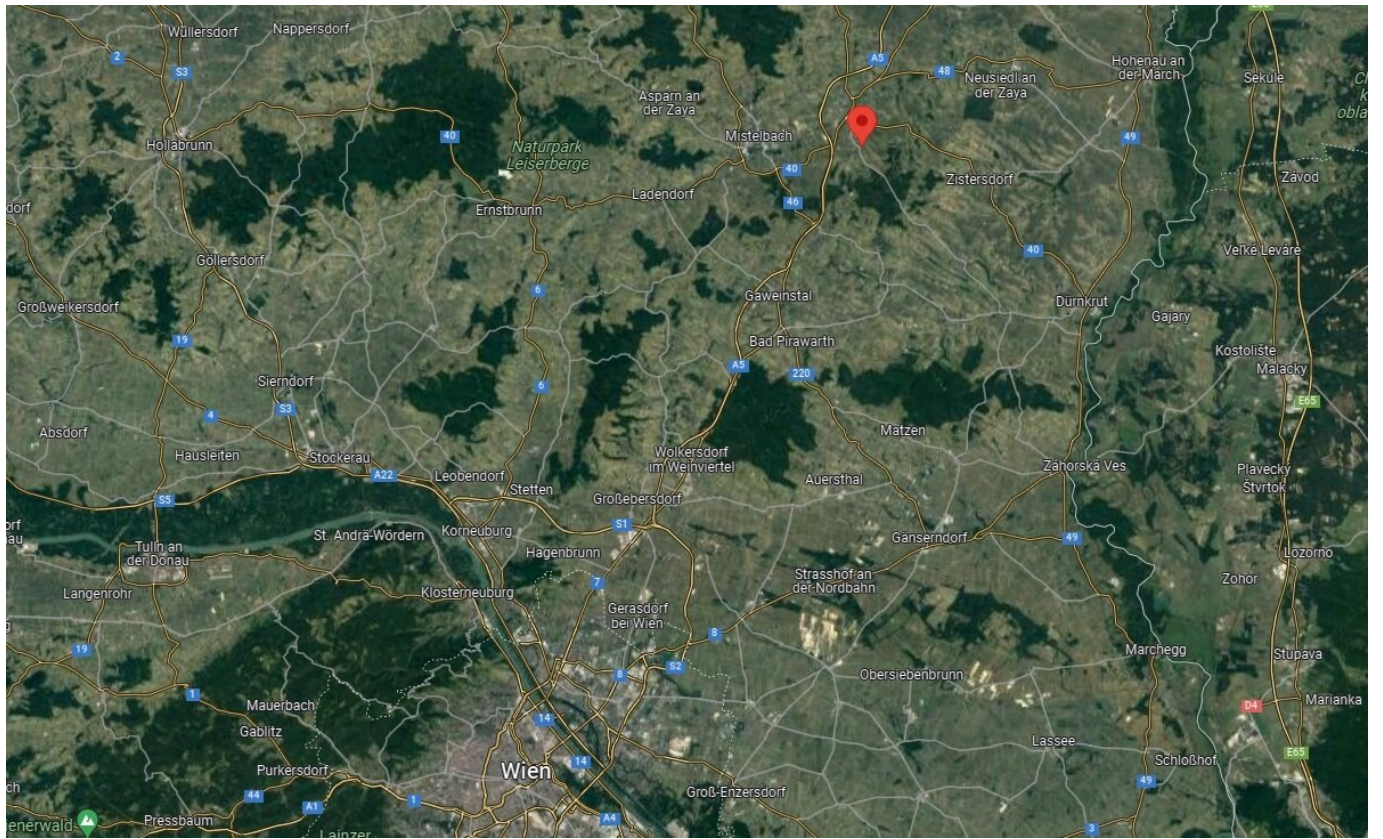 Wüllersdorf
Nappersdorf
2
S3
A5
48
Hohenau an
der March
Neusiedl an
der Zaya
Sekule
Asparn an
der Zaya
Mistelbach
Hollabrunn
40
Naturpark
Leiserberge
40
Ladendorf
Zistersdorf
49
Závod
dorf
Ernstbrunn
46
Göllersdorf
40
Veľké Leváre
Großweikersdorf
6
Gaweinstal
Dürnkrut
Gajary
19
Bad Pirawarth
Kostolište
Malacky
A5
220
Sierndorf
6
S3
E65
4
Absdorf
Hausleiten
Stockerau
Matzen
A22
Leobendorf
Wolkersdorf
im Weinviertel
Záhorská Ves
Plavecký
Štvrtok
Auersthal
S5
Stetten
Großebersdorf
S1
St. Andrä-Wördern
Korneuburg
Gänserndorf
49
Tulln an
der Donau
Hagenbrunn
Lozorno
Zohor
Langenrohr
Klosterneuburg
7
Strasshof an
der Nordbahn
Gerasdorf
bei Wien
8
19
8
S2
Marchegg
Stupava
1
Obersiebenbrunn
Mauerbach
14
D4
Marianka
Gablitz
Lassee
E65
Purkersdorf
Wien
14
Schloßhof
49
44
A1
1
Groß-Enzersdorf
Pressbaum
A4
3
ienerwald
Lainzer